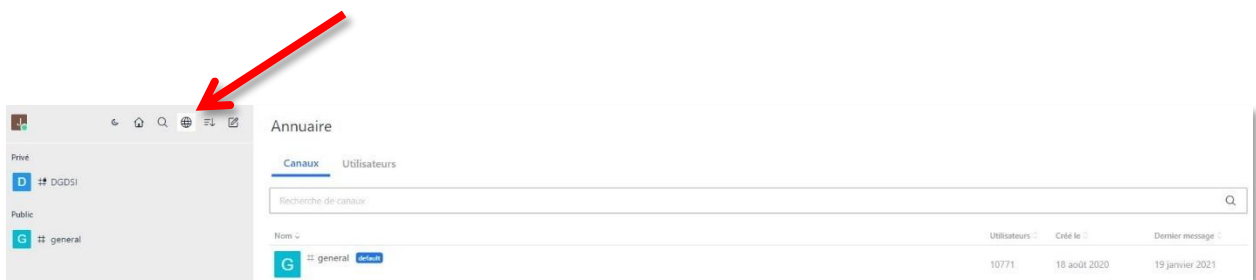 Annuaire
Privé
Canaux Utilisateurs
D DGDSI
Recherche de canaux
Public
G general
Nom Utilisateurs Créé le Dernier message
G general default 10771 18 août 2020 19 janvier 2021